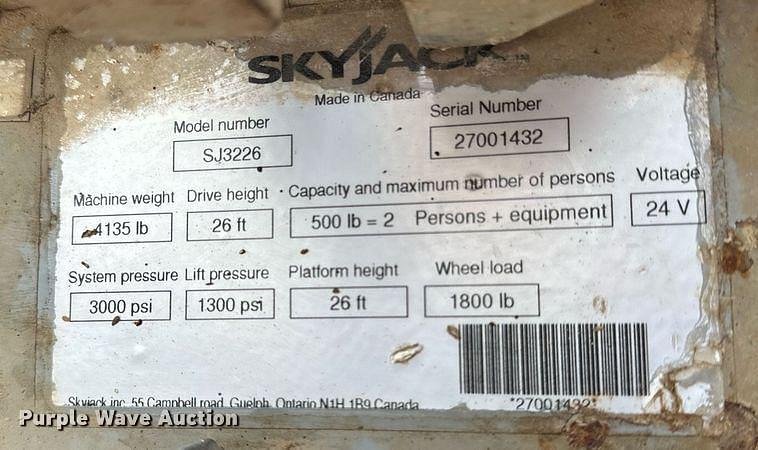 SKYJACK
Made in Canada
Model number
SJ3226
Serial Number
27001432
Machine weight
4135 lb
Drive height
26 ft
Capacity and maximum number of persons
500 lb = 2 Persons + equipment
Voltage
24 V
System pressure
3000 psi
Lift pressure
1300 psi
Platform height
26 ft
Wheel load
1800 lb
Skyjack inc. 55 Campbell road, Guelph, Ontario N1H 1B9 Canada
*27001432*
Purple Wave Auction